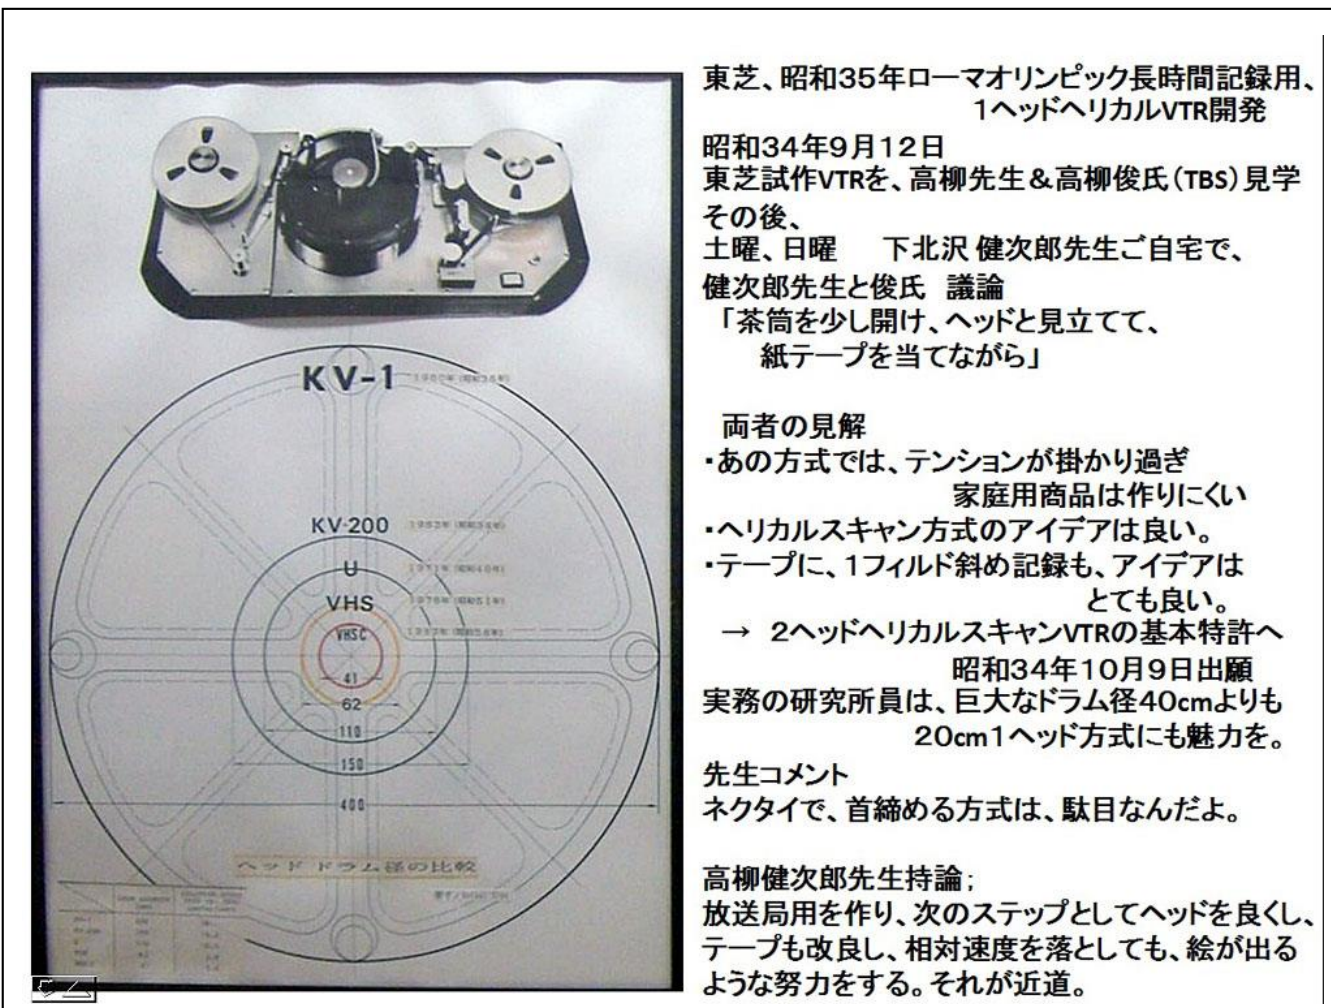 東芝、昭和35年ローマオリンピック長時間記録用、
1ヘッドヘリカルVTR開発
昭和34年9月12日
東芝試作VTRを、高柳先生&高柳俊氏(TBS)見学
その後、
土曜、日曜　下北沢 健次郎先生ご自宅で、
健次郎先生と俊氏 議論
「茶筒を少し開け、ヘッドと見立てて、
紙テープを当てながら」
両者の見解
・あの方式では、テンションが掛かり過ぎ
家庭用商品は作りにくい
・ヘリカルスキャン方式のアイデアは良い。
・テープに、1フィルド斜め記録も、アイデアは
とても良い。
→ 2ヘッドヘリカルスキャンVTRの基本特許へ
昭和34年10月9日出願
実務の研究所員は、巨大なドラム径40cmよりも
20cm1ヘッド方式にも魅力を。
先生コメント
ネクタイで、首締める方式は、駄目なんだよ。
高柳健次郎先生持論;
放送局用を作り、次のステップとしてヘッドを良くし、
テープも改良し、相対速度を落としても、絵が出る
ような努力をする。それが近道。
KV-1
KV-200
U
VHS
VHSC
41
62
110
150
400
ヘッドドラム径の比較